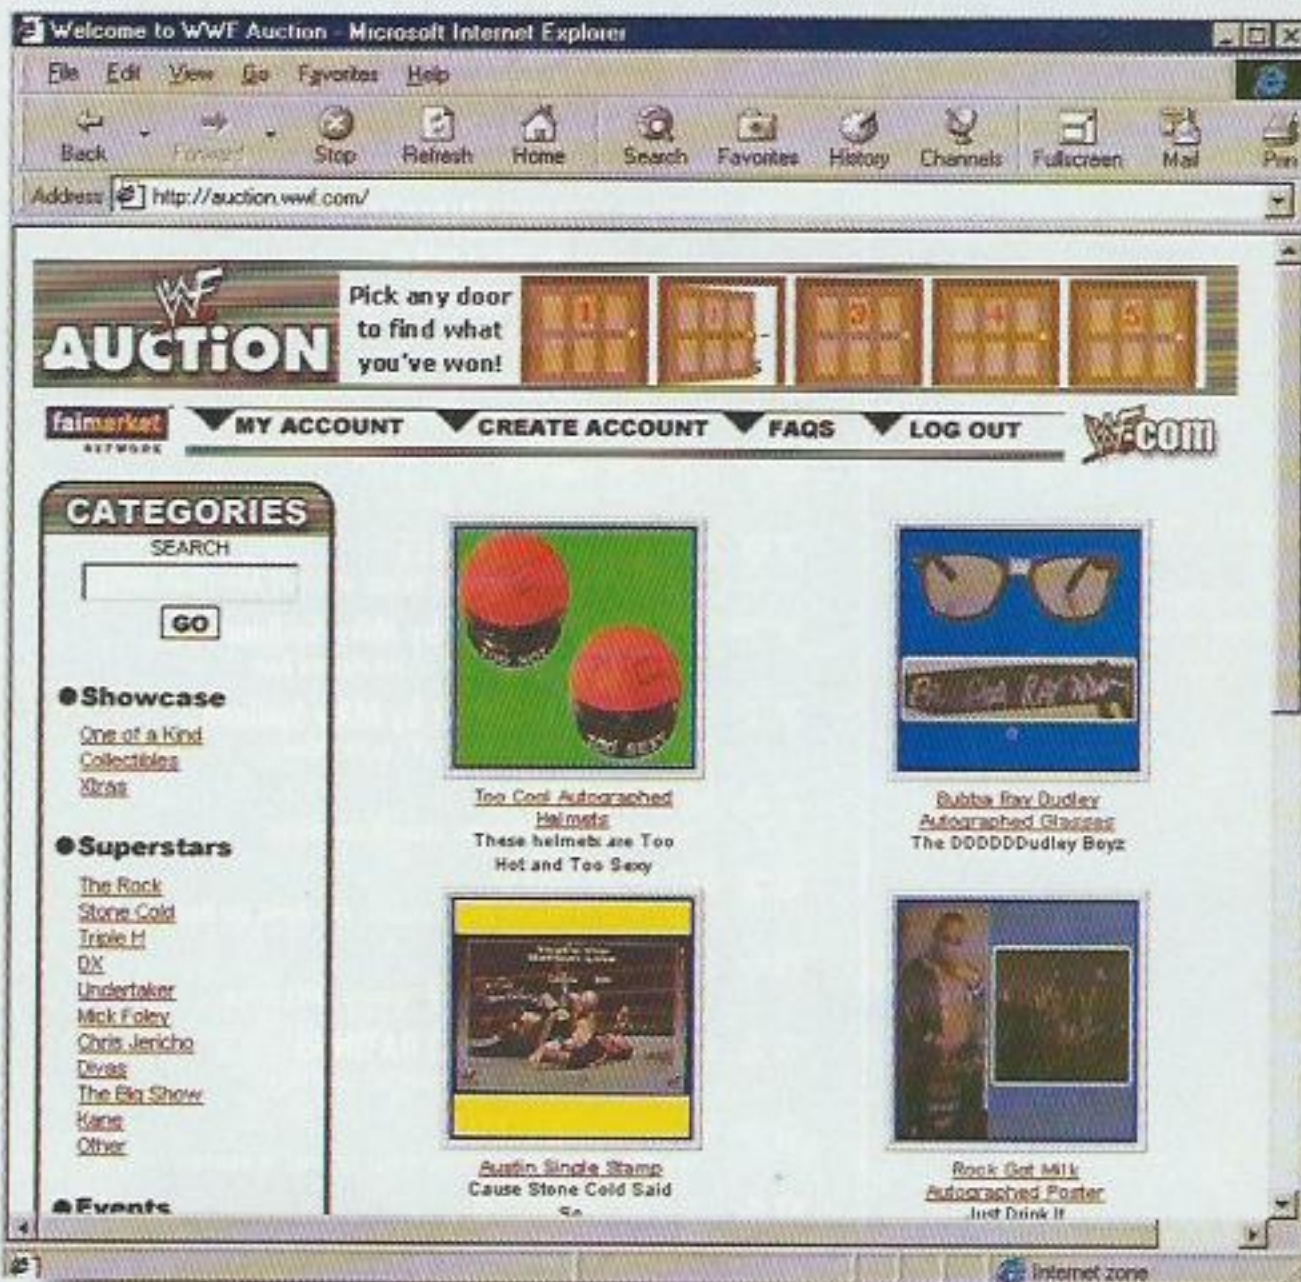 Welcome to WWF Auction - Microsoft Internet Explorer
File Edit View Go Favorites Help
Back Forward Stop Refresh Home Search Favorites History Channels Fullscreen Mail Prin
Address http://auction.wwf.com/
WWF
AUCTiON
Pick any door
to find what
you've won!
1 3 4 5
fairmarket
NETWORK
MY ACCOUNT CREATE ACCOUNT FAQS LOG OUT
WWF.COM
CATEGORIES
SEARCH
GO
Showcase
One of a Kind
Collectibles
Xtras
Superstars
The Rock
Stone Cold
Triple H
DX
Undertaker
Mick Foley
Chris Jericho
Divas
The Big Show
Kane
Other
Events
TOO SEXY
Too Cool Autographed
Helmets
These helmets are Too
Hot and Too Sexy
Bubba Ray Dudley
Autographed Glasses
The DDDDDDudley Boyz
Austin Single Stamp
Cause Stone Cold Said
So
Rock Got Milk
Autographed Poster
Just Drink It
Internet zone